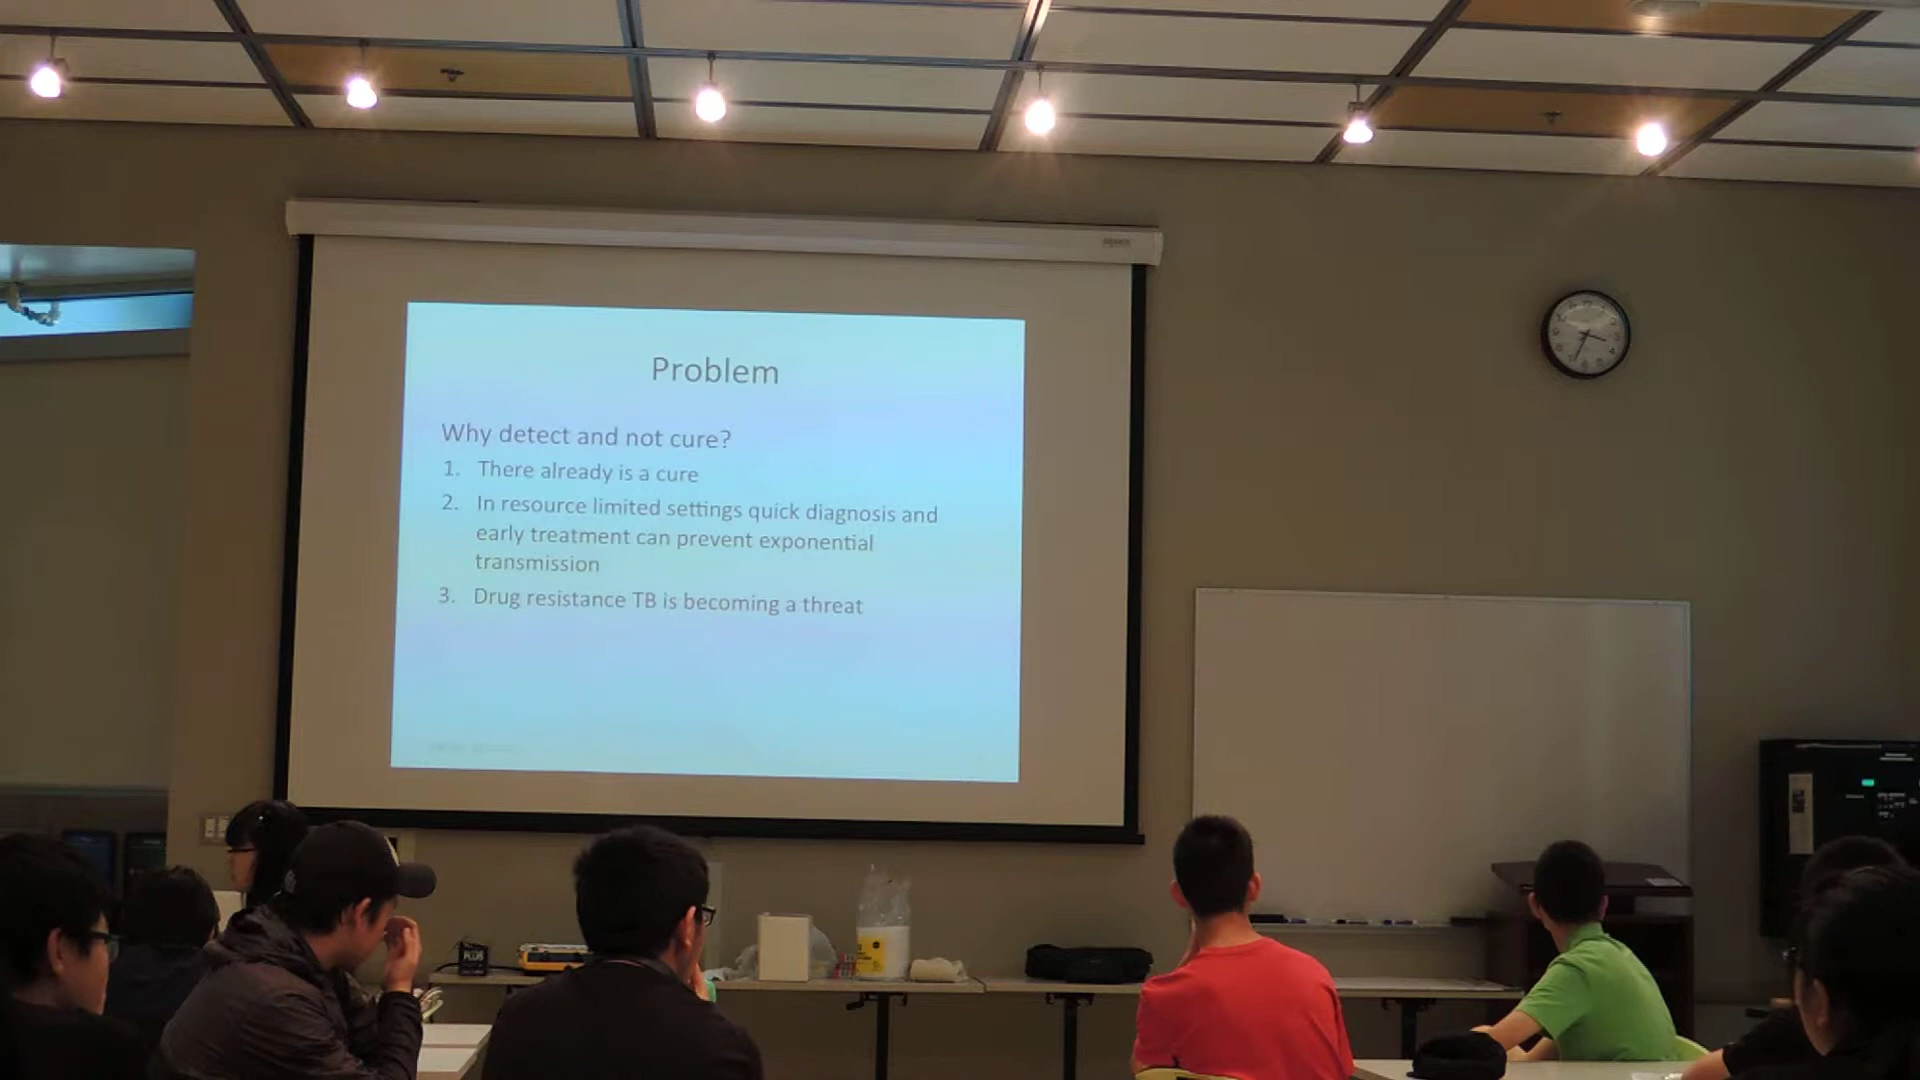 Problem
Why detect and not cure?
1. There already is a cure
2. In resource limited settings quick diagnosis and
early treatment can prevent exponential
transmission
3. Drug resistance TB is becoming a threat
PLUS